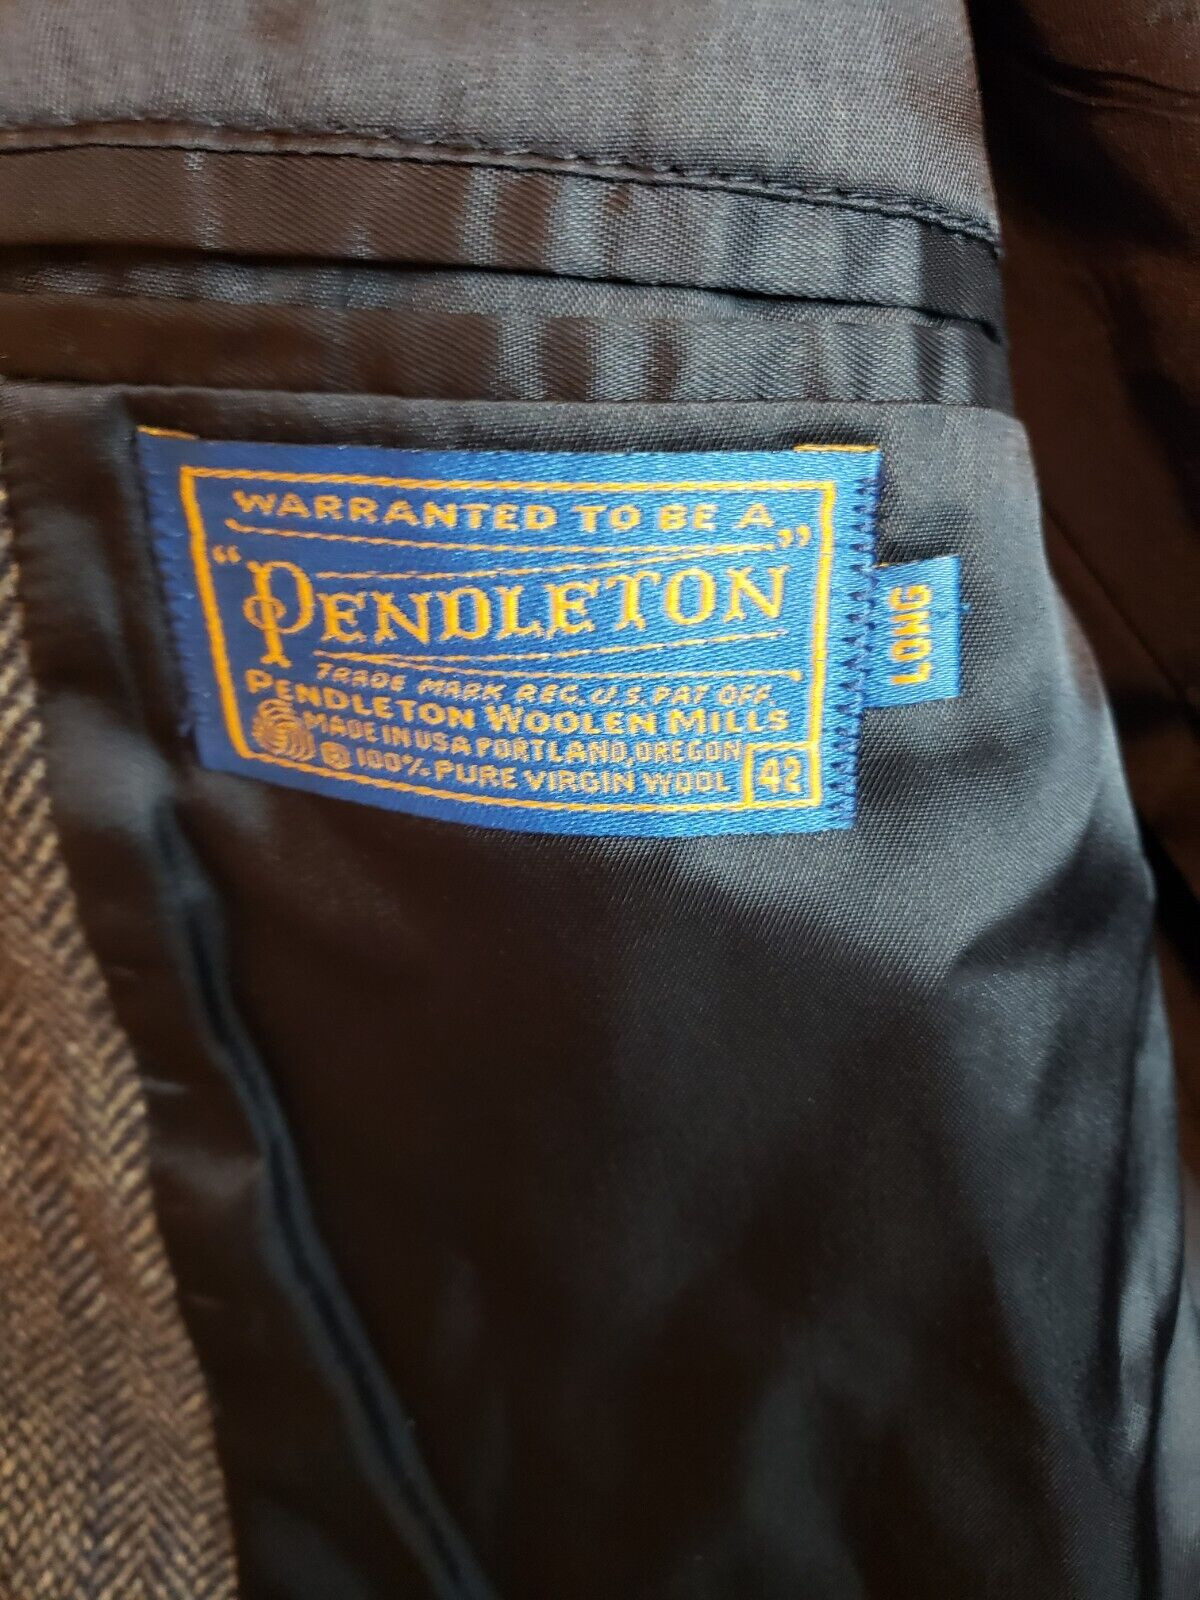 WARRANTED TO BE A
"PENDLETON"
TRADE MARK REG. U.S. PAT OFF.
PENDLETON WOOLEN MILLS
MADE IN USA PORTLAND, OREGON
® 100% PURE VIRGIN WOOL
42
LONG